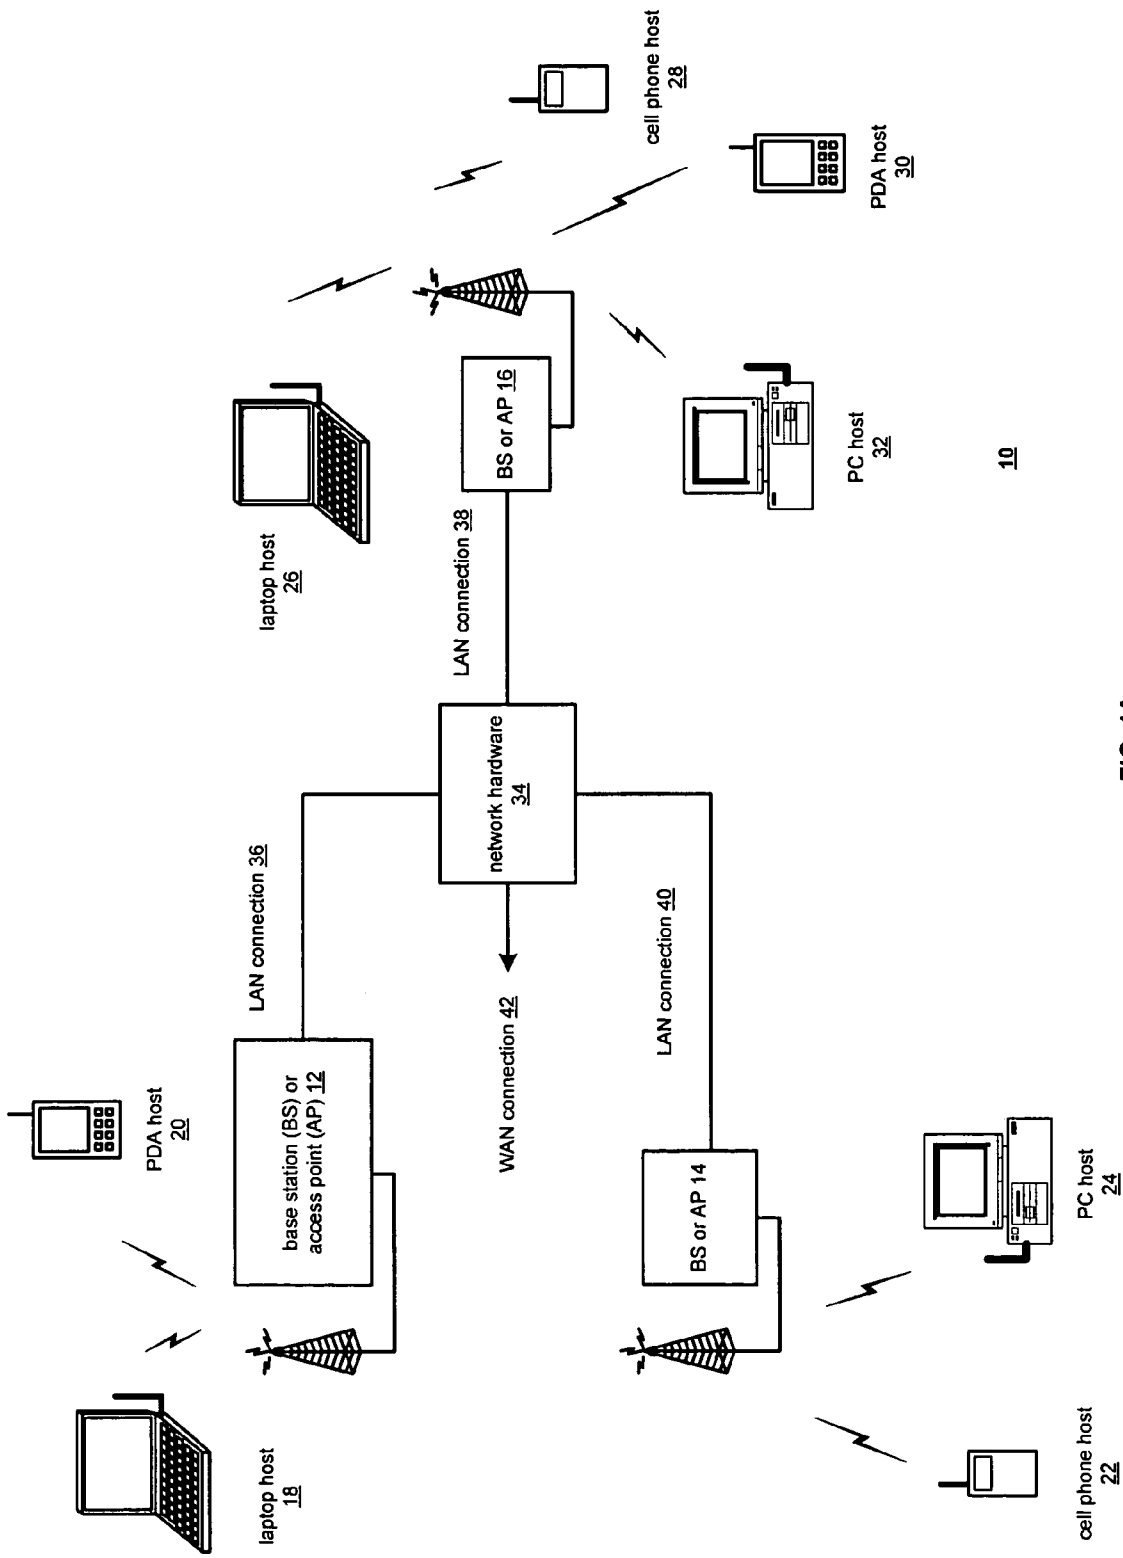 PDA host
20
laptop host
18
laptop host
26
LAN connection 36
base station (BS) or
access point (AP) 12
LAN connection 38
BS or AP 16
cell phone host
28
network hardware
34
WAN connection 42
PDA host
30
LAN connection 40
BS or AP 14
PC host
32
PC host
24
cell phone host
22
10